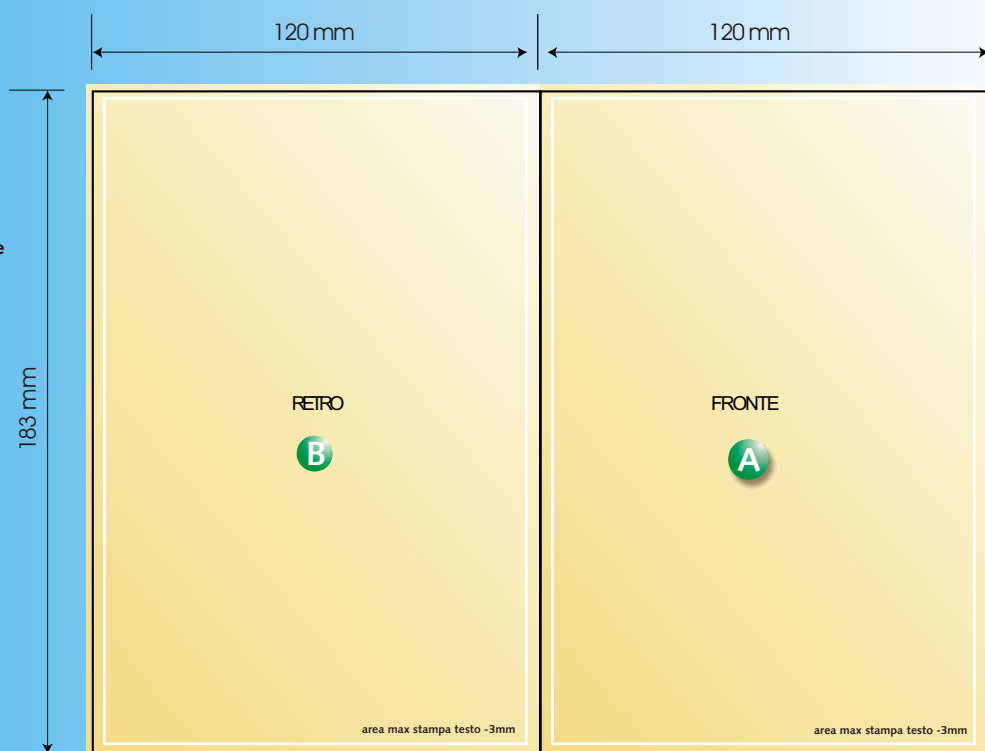 120 mm
120 mm
e
183 mm
RETRO
FRONTE
B
A
area max stampa testo -3mm
area max stampa testo -3mm